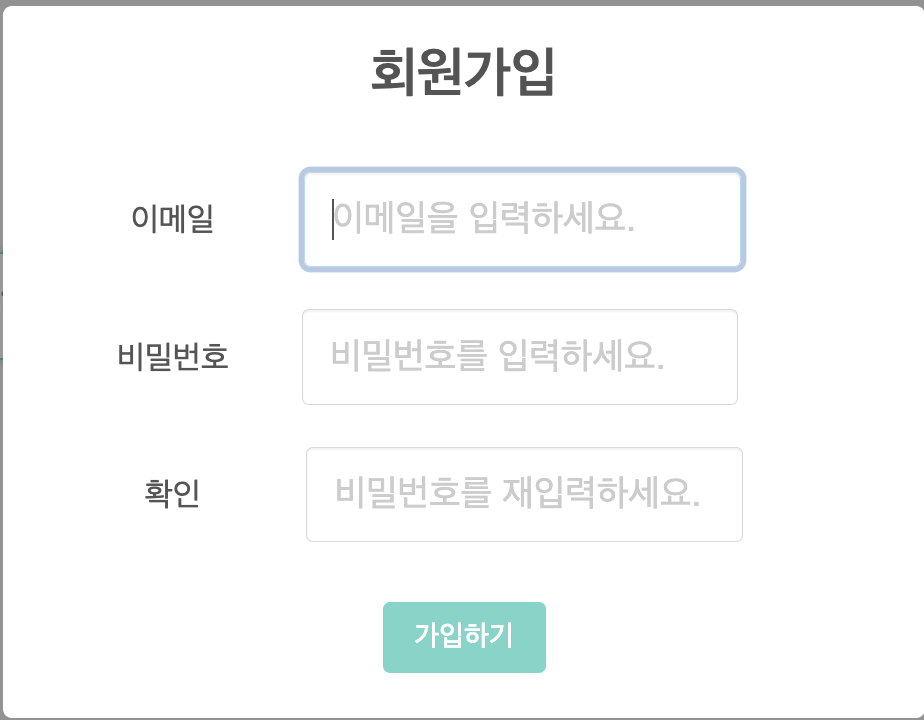 회원가입
이메일 이메일을 입력하세요.
비밀번호 비밀번호를 입력하세요.
확인 비밀번호를 재입력하세요.
가입하기